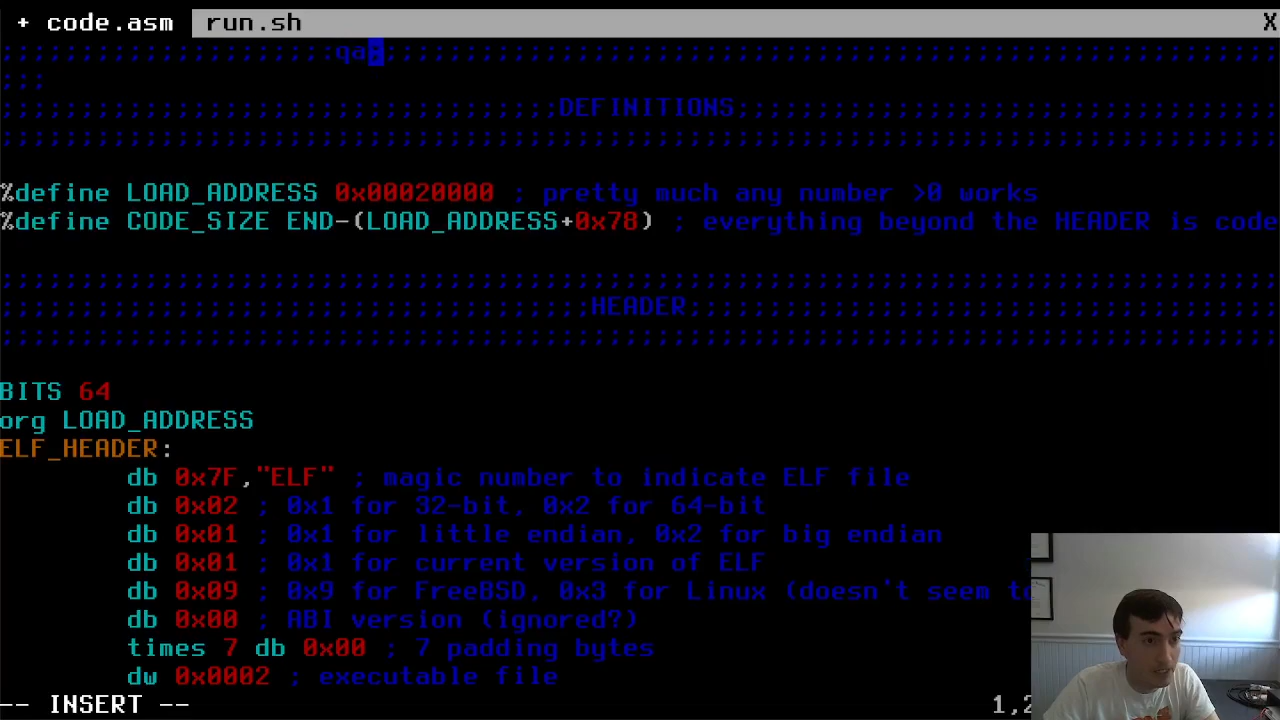 + code.asm run.sh X
;;;;;;;;;;;;;;;;;;;;;qa;;;;;;;;;;;;;;;;;;;;;;;;;;;;;;;;;;;;;;;;;;;;;;;;;;;;;;;;;
;;;
;;;;;;;;;;;;;;;;;;;;;;;;;;;;;;;;;;;DEFINITIONS;;;;;;;;;;;;;;;;;;;;;;;;;;;;;;;;;;
;;;;;;;;;;;;;;;;;;;;;;;;;;;;;;;;;;;;;;;;;;;;;;;;;;;;;;;;;;;;;;;;;;;;;;;;;;;;;;;;
%define LOAD_ADDRESS 0x00020000 ; pretty much any number >0 works
%define CODE_SIZE END-(LOAD_ADDRESS+0x78) ; everything beyond the HEADER is code
;;;;;;;;;;;;;;;;;;;;;;;;;;;;;;;;;;;;;;;;;;;;;;;;;;;;;;;;;;;;;;;;;;;;;;;;;;;;;;;;
;;;;;;;;;;;;;;;;;;;;;;;;;;;;;;;;;;;;;HEADER;;;;;;;;;;;;;;;;;;;;;;;;;;;;;;;;;;;;;
;;;;;;;;;;;;;;;;;;;;;;;;;;;;;;;;;;;;;;;;;;;;;;;;;;;;;;;;;;;;;;;;;;;;;;;;;;;;;;;;
BITS 64
org LOAD_ADDRESS
ELF_HEADER:
db 0x7F,"ELF" ; magic number to indicate ELF file
db 0x02 ; 0x1 for 32-bit, 0x2 for 64-bit
db 0x01 ; 0x1 for little endian, 0x2 for big endian
db 0x01 ; 0x1 for current version of ELF
db 0x09 ; 0x9 for FreeBSD, 0x3 for Linux (doesn't seem to
db 0x00 ; ABI version (ignored?)
times 7 db 0x00 ; 7 padding bytes
dw 0x0002 ; executable file
-- INSERT -- 1,2